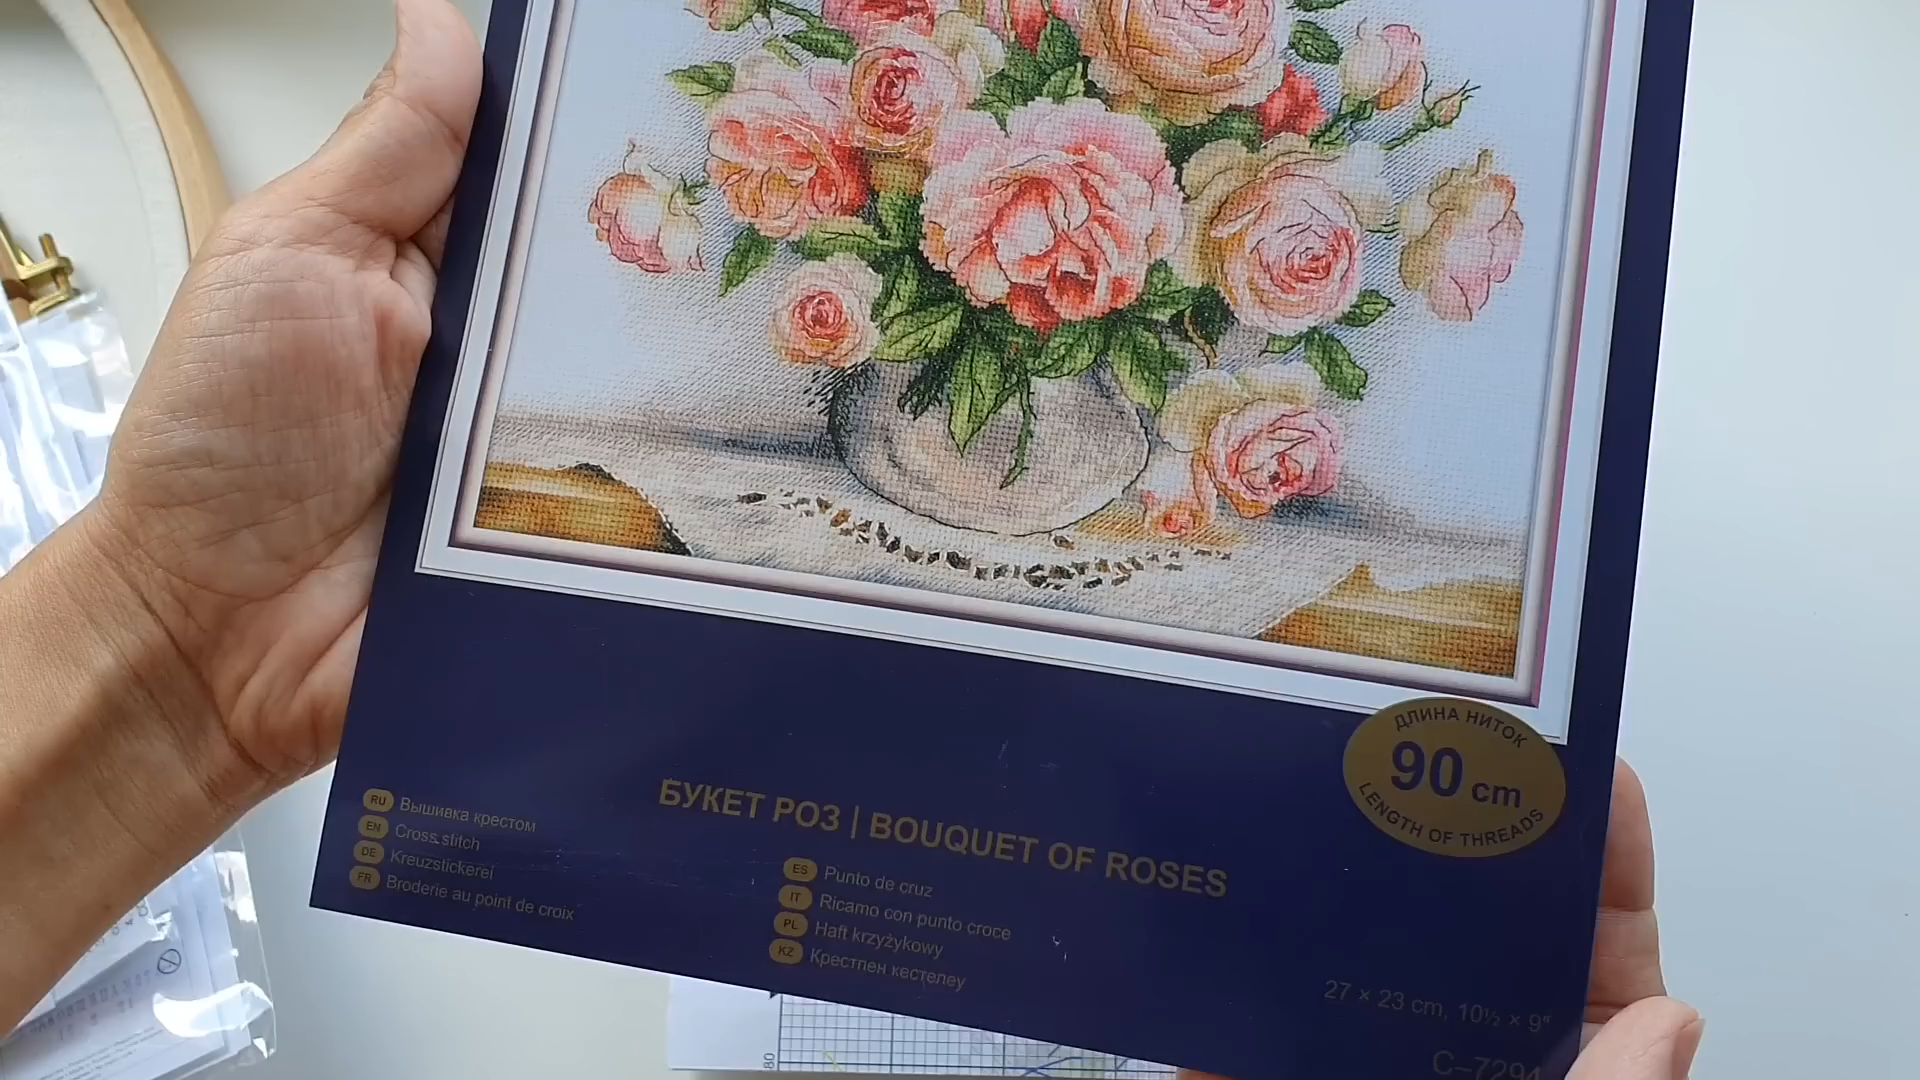 ДЛИНА НИТОК
90 cm
LENGTH OF THREADS
БУКЕТ РОЗ | BOUQUET OF ROSES
RU Вышивка крестом
EN Cross stitch
DE Kreuzstickerei
FR Broderie au point de croix
ES Punto de cruz
IT Ricamo con punto croce
PL Haft krzyżykowy
KZ Крестпен кестелеу
27 × 23 cm, 10½ × 9"
C–7294
80